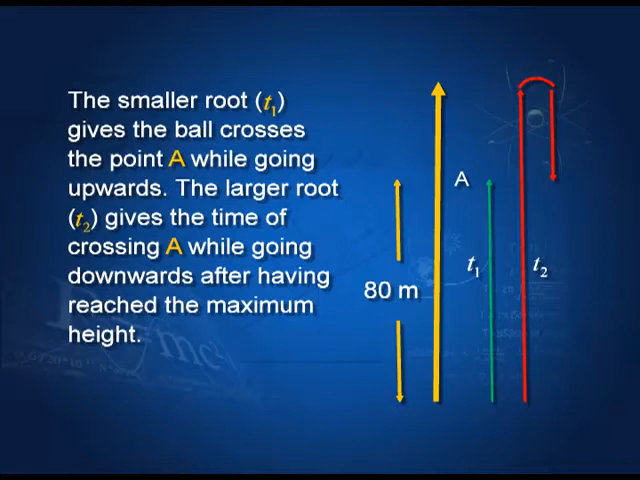 The smaller root (t₁)
gives the ball crosses
the point A while going
upwards. The larger root
(t₂) gives the time of
crossing A while going
downwards after having
reached the maximum
height.
A
t₁
t₂
80 m
mc²